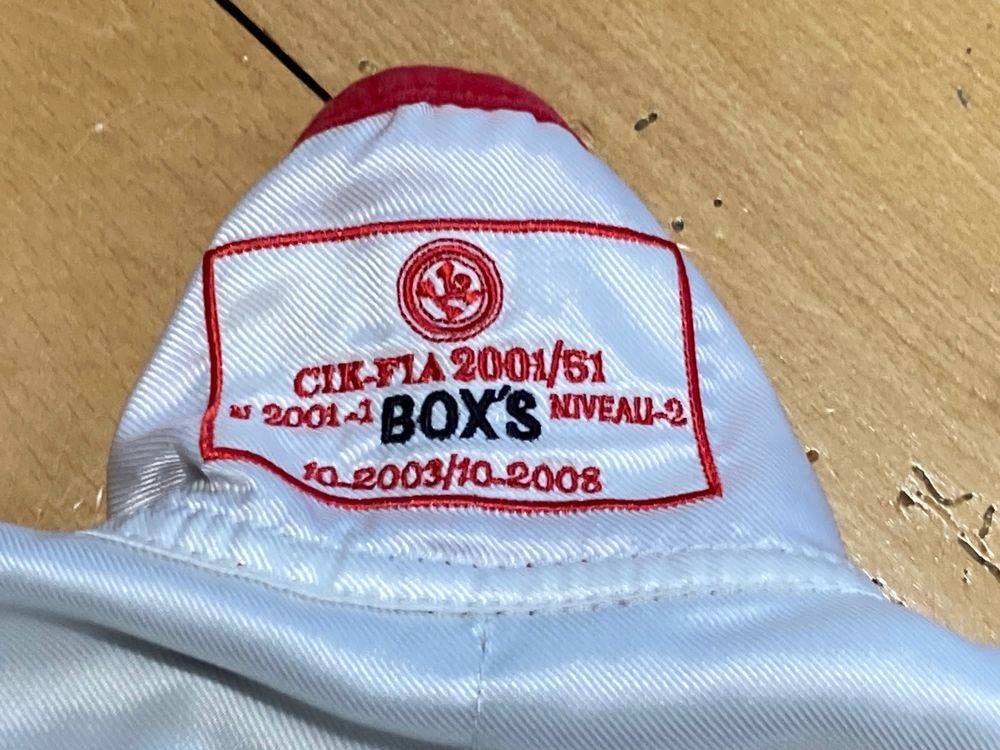 CIK-FIA 2001/51
N° 2001-1 BOX'S NIVEAU-2
10-2003/10-2008